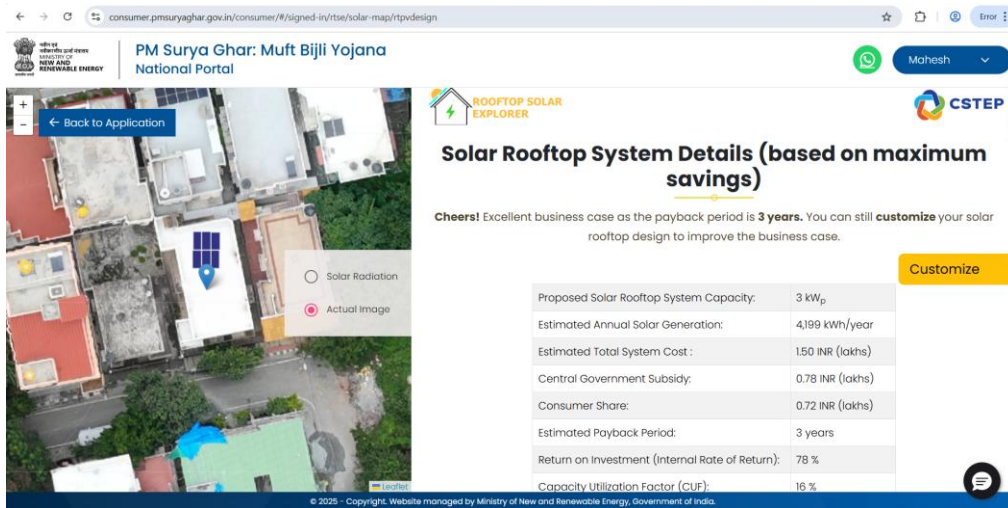 consumer.pmsuryaghar.gov.in/consumer/#/signed-in/rtse/solar-map/rtpvdesign
Error
MINISTRY OF
NEW AND
RENEWABLE ENERGY
PM Surya Ghar: Muft Bijli Yojana
National Portal
Mahesh
+
−
← Back to Application
Solar Radiation
Actual Image
Leaflet
ROOFTOP SOLAR
EXPLORER
CSTEP
Solar Rooftop System Details (based on maximum
savings)
Cheers! Excellent business case as the payback period is 3 years. You can still customize your solar
rooftop design to improve the business case.
Customize
Proposed Solar Rooftop System Capacity: 3 kWp
Estimated Annual Solar Generation: 4,199 kWh/year
Estimated Total System Cost : 1.50 INR (lakhs)
Central Government Subsidy: 0.78 INR (lakhs)
Consumer Share: 0.72 INR (lakhs)
Estimated Payback Period: 3 years
Return on Investment (Internal Rate of Return): 78 %
Capacity Utilization Factor (CUF): 16 %
© 2025 - Copyright. Website managed by Ministry of New and Renewable Energy, Government of India.